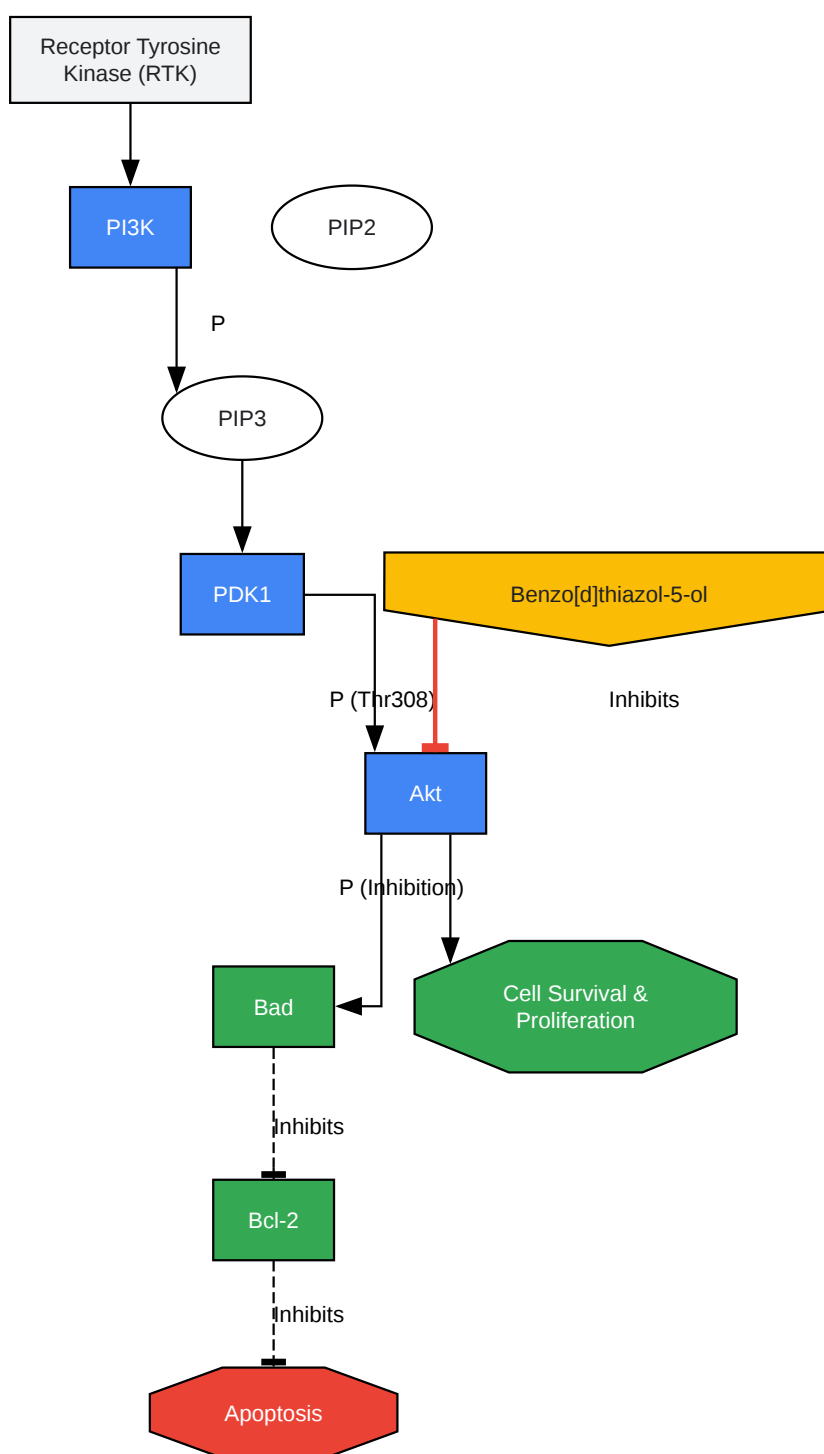 Receptor Tyrosine
Kinase (RTK)
PI3K
PIP2
P
PIP3
PDK1
Benzo[d]thiazol-5-ol
P (Thr308)
Inhibits
Akt
P (Inhibition)
Bad
Cell Survival &
Proliferation
Inhibits
Bcl-2
Inhibits
Apoptosis